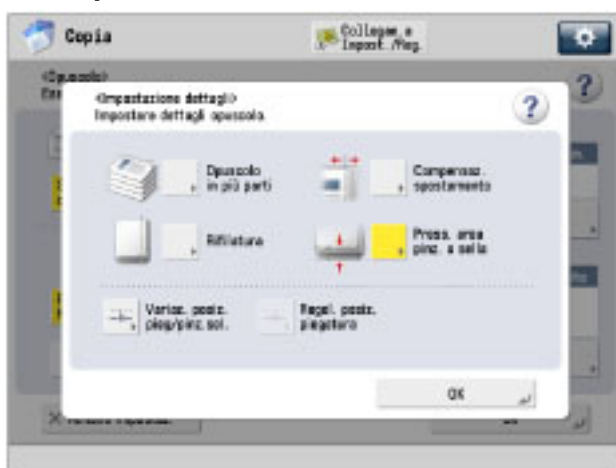 Copia
Collegam. a
Impost./Reg.
<Opuscolo>
<Impostazione dettagli>
Impostare dettagli opuscolo.
Opuscolo
in più parti
Compensaz.
spostamento
Rifilatura
Press. area
pinz. a sella
Variaz. posiz.
pieg/pinz.sel.
Regol. posiz.
piegatura
OK